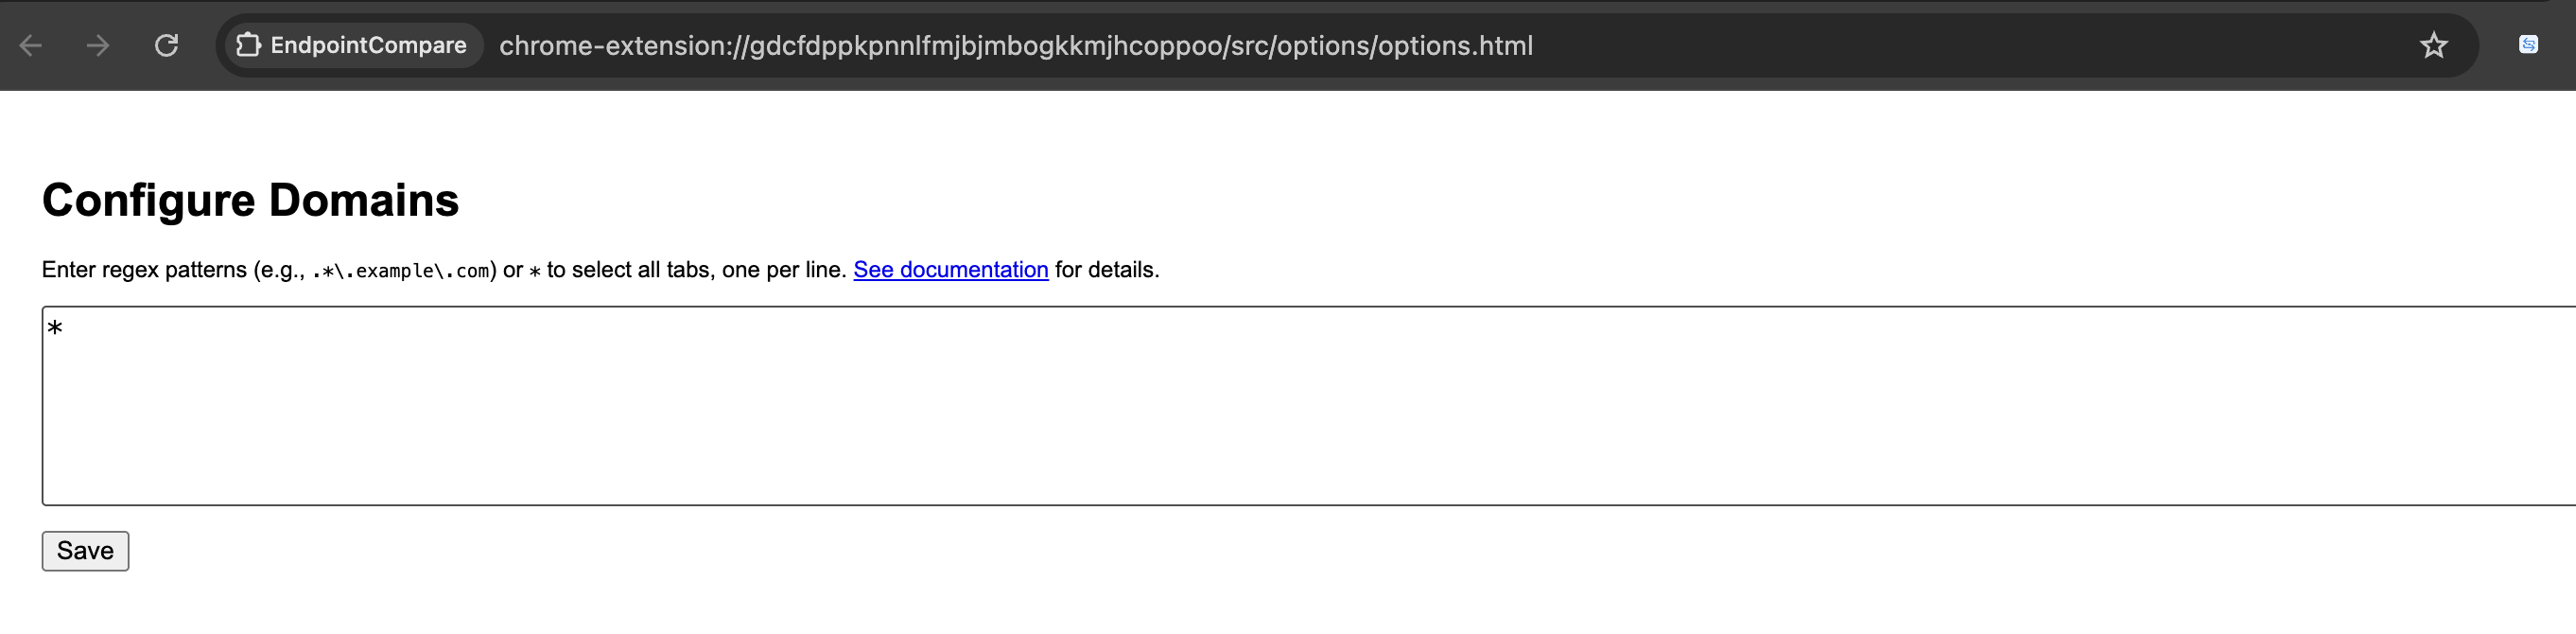 EndpointCompare chrome-extension://gdcfdppkpnnlfmjbjmbogkkmjhcoppoo/src/options/options.html
Configure Domains
Enter regex patterns (e.g., .*\.example\.com) or * to select all tabs, one per line. See documentation for details.
*
Save